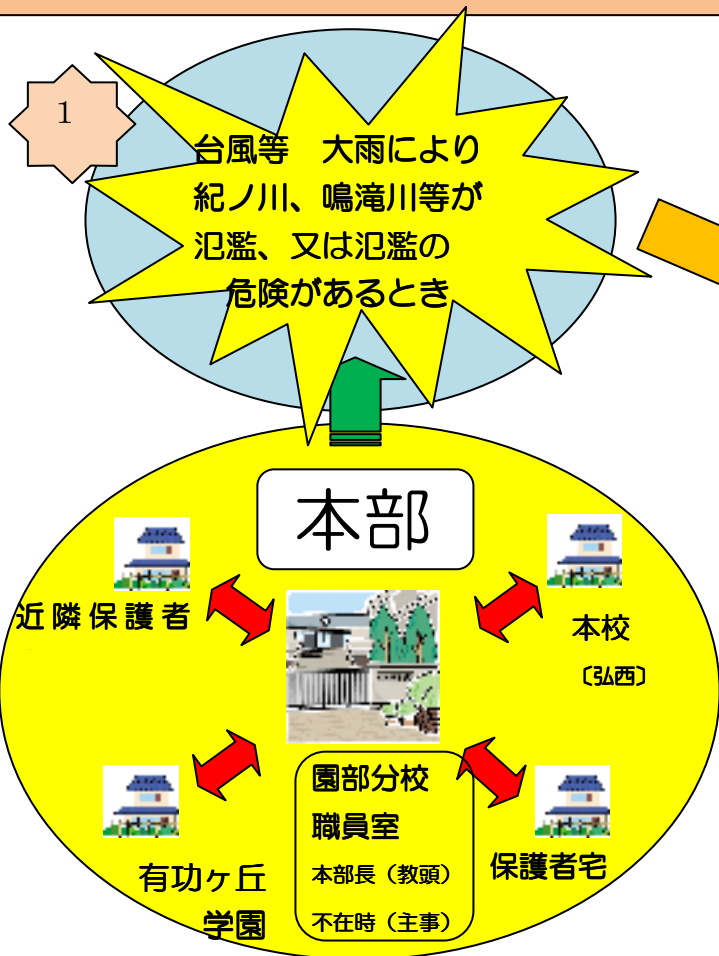 1
台風等　大雨により
紀ノ川、鳴滝川等が
氾濫、又は氾濫の
危険があるとき
本部
近隣保護者
本校
〔弘西〕
園部分校
職員室
本部長（教頭）
不在時（主事）
有功ヶ丘
学園
保護者宅